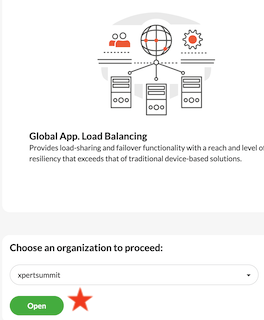 Global App. Load Balancing
Provides load-sharing and failover functionality with a reach and level of
resiliency that exceeds that of traditional device-based solutions.
Choose an organization to proceed:
xpertsummit
Open